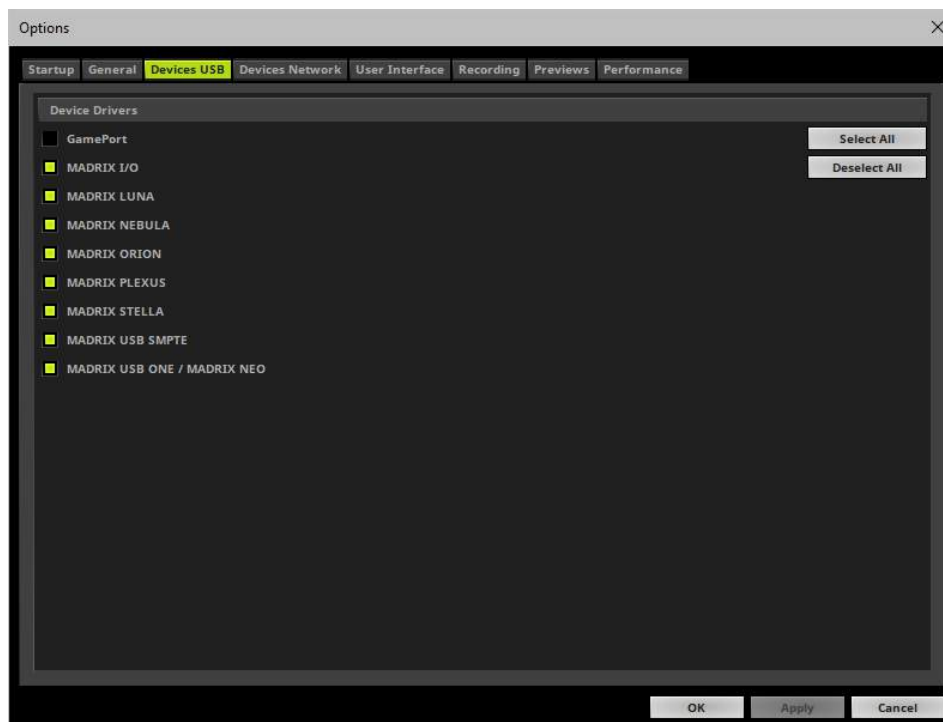 Options
Startup General Devices USB Devices Network User Interface Recording Previews Performance
Device Drivers
GamePort Select All
MADRIX I/O Deselect All
MADRIX LUNA
MADRIX NEBULA
MADRIX ORION
MADRIX PLEXUS
MADRIX STELLA
MADRIX USB SMPTE
MADRIX USB ONE / MADRIX NEO
OK Apply Cancel